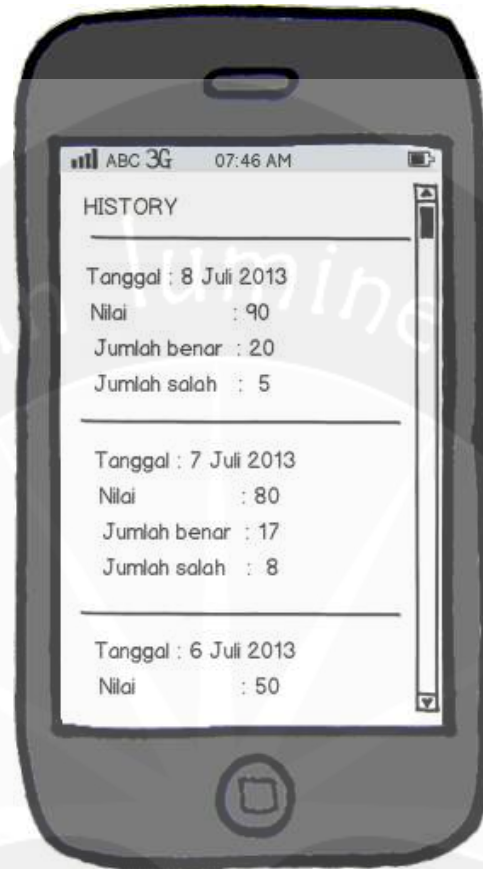 ABC 3G 07:46 AM
HISTORY
Tanggal : 8 Juli 2013
Nilai : 90
Jumlah benar : 20
Jumlah salah : 5
Tanggal : 7 Juli 2013
Nilai : 80
Jumlah benar : 17
Jumlah salah : 8
Tanggal : 6 Juli 2013
Nilai : 50